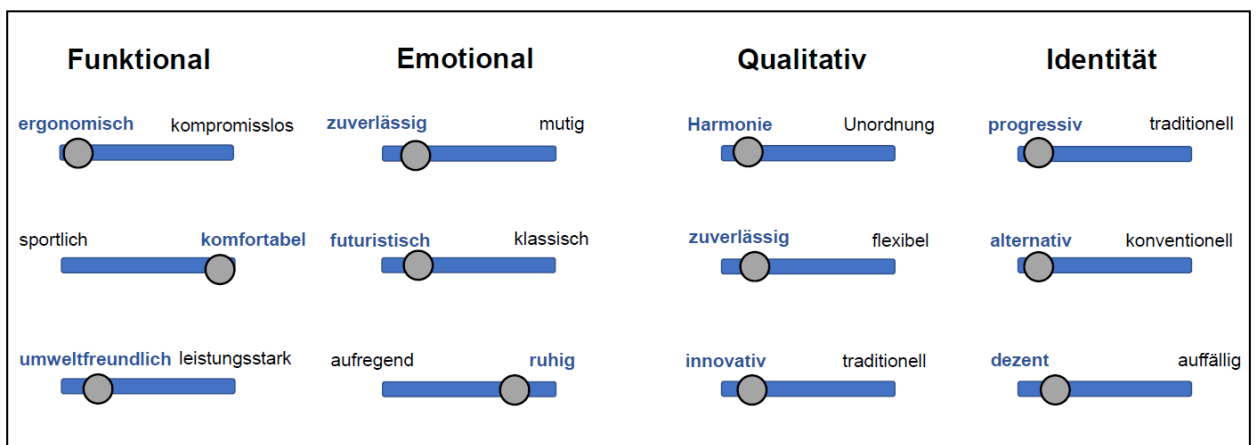 Funktional
Emotional
Qualitativ
Identität
ergonomisch kompromisslos
zuverlässig mutig
Harmonie Unordnung
progressiv traditionell
sportlich komfortabel
futuristisch klassisch
zuverlässig flexibel
alternativ konventionell
umweltfreundlich leistungsstark
aufregend ruhig
innovativ traditionell
dezent auffällig